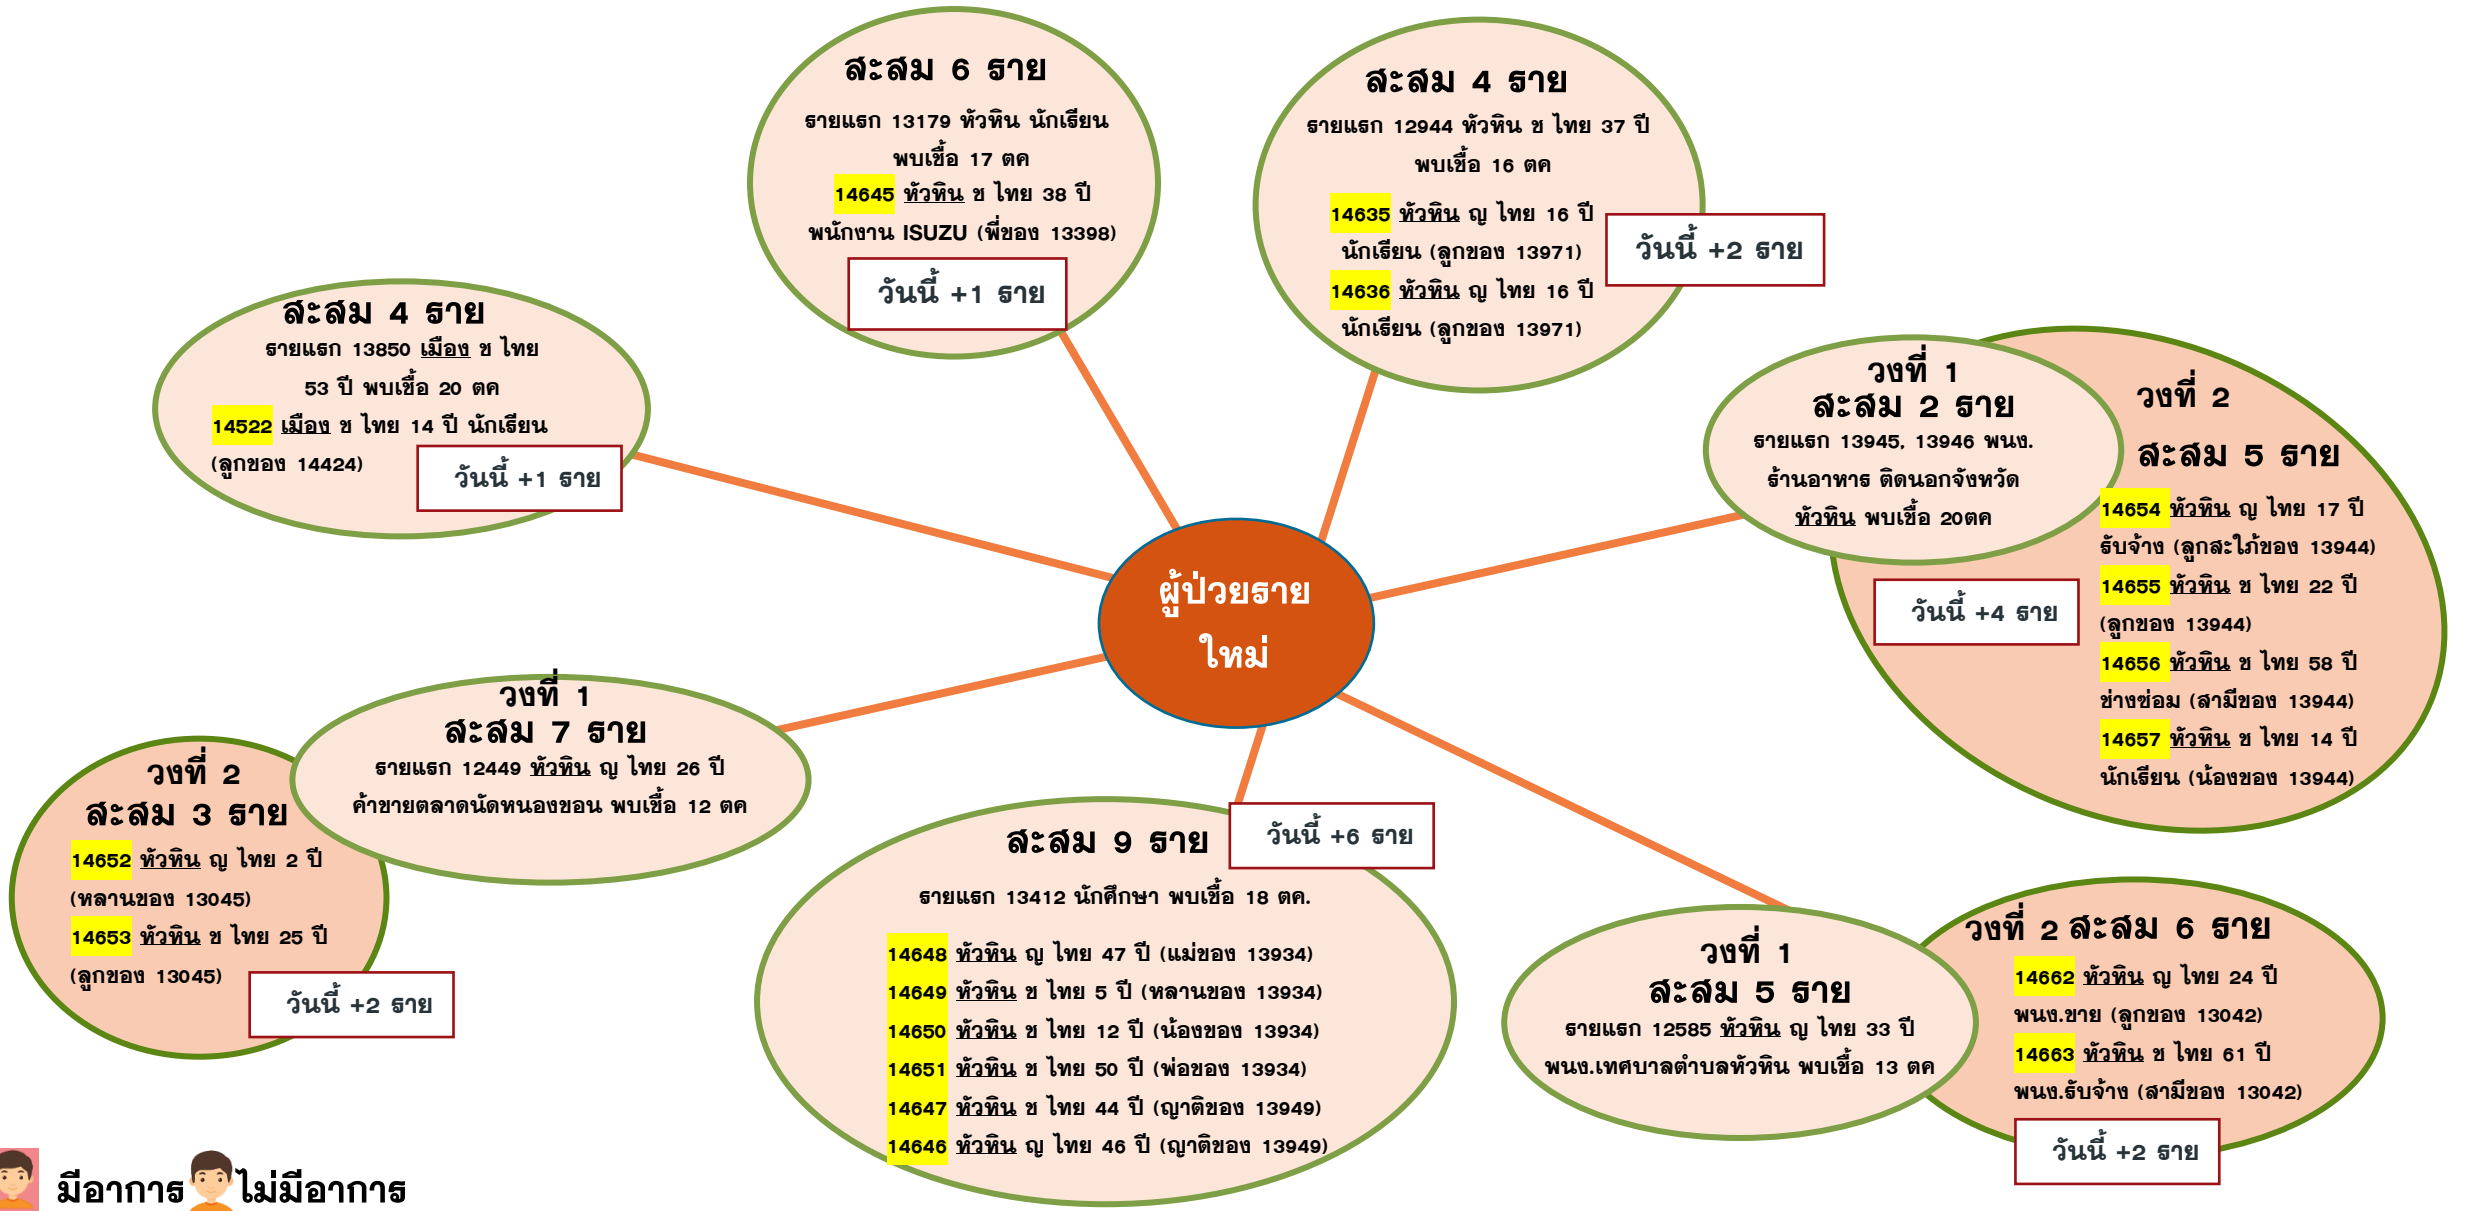 สะสม 6 ราย
รายแรก 13179 หัวหิน นักเรียน
พบเชื้อ 17 ตค
14645 หัวหิน ช ไทย 38 ปี
พนักงาน ISUZU (พี่ของ 13398)
วันนี้ +1 ราย
สะสม 4 ราย
รายแรก 12944 หัวหิน ช ไทย 37 ปี
พบเชื้อ 16 ตค
14635 หัวหิน ญ ไทย 16 ปี
นักเรียน (ลูกของ 13971)
14636 หัวหิน ญ ไทย 16 ปี
นักเรียน (ลูกของ 13971)
วันนี้ +2 ราย
สะสม 4 ราย
รายแรก 13850 เมือง ช ไทย
53 ปี พบเชื้อ 20 ตค
14522 เมือง ช ไทย 14 ปี นักเรียน
(ลูกของ 14424)
วันนี้ +1 ราย
วงที่ 1
สะสม 2 ราย
รายแรก 13945, 13946 พนง.
ร้านอาหาร ติดนอกจังหวัด
หัวหิน พบเชื้อ 20ตค
วงที่ 2
สะสม 5 ราย
14654 หัวหิน ญ ไทย 17 ปี
รับจ้าง (ลูกสะใภ้ของ 13944)
14655 หัวหิน ช ไทย 22 ปี
(ลูกของ 13944)
14656 หัวหิน ช ไทย 58 ปี
ช่างซ่อม (สามีของ 13944)
14657 หัวหิน ช ไทย 14 ปี
นักเรียน (น้องของ 13944)
วันนี้ +4 ราย
ผู้ป่วยราย
ใหม่
วงที่ 1
สะสม 7 ราย
รายแรก 12449 หัวหิน ญ ไทย 26 ปี
ค้าขายตลาดนัดหนองขอน พบเชื้อ 12 ตค
วงที่ 2
สะสม 3 ราย
14652 หัวหิน ญ ไทย 2 ปี
(หลานของ 13045)
14653 หัวหิน ช ไทย 25 ปี
(ลูกของ 13045)
วันนี้ +2 ราย
สะสม 9 ราย
วันนี้ +6 ราย
รายแรก 13412 นักศึกษา พบเชื้อ 18 ตค.
14648 หัวหิน ญ ไทย 47 ปี (แม่ของ 13934)
14649 หัวหิน ช ไทย 5 ปี (หลานของ 13934)
14650 หัวหิน ช ไทย 12 ปี (น้องของ 13934)
14651 หัวหิน ช ไทย 50 ปี (พ่อของ 13934)
14647 หัวหิน ช ไทย 44 ปี (ญาติของ 13949)
14646 หัวหิน ญ ไทย 46 ปี (ญาติของ 13949)
วงที่ 1
สะสม 5 ราย
รายแรก 12585 หัวหิน ญ ไทย 33 ปี
พนง.เทศบาลตำบลหัวหิน พบเชื้อ 13 ตค
วงที่ 2 สะสม 6 ราย
14662 หัวหิน ญ ไทย 24 ปี
พนง.ขาย (ลูกของ 13042)
14663 หัวหิน ช ไทย 61 ปี
พนง.รับจ้าง (สามีของ 13042)
วันนี้ +2 ราย
มีอาการ ไม่มีอาการ